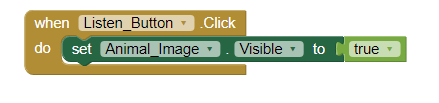 when Listen_Button .Click
do set Animal_Image . Visible to true